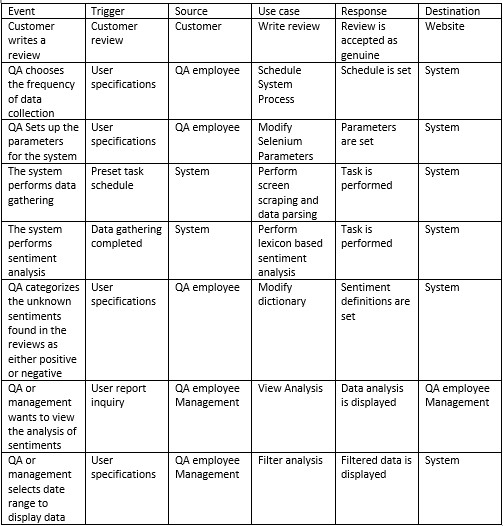 Event Trigger Source Use case Response Destination
Customer Customer Customer Write review Review is Website
writes a review accepted as
review genuine
QA chooses User QA employee Schedule Schedule is set System
the frequency specifications System
of data Process
collection
QA Sets up the User QA employee Modify Parameters System
parameters specifications Selenium are set
for the system Parameters
The system Preset task System Perform Task is System
performs data schedule screen performed
gathering scraping and
data parsing
The system Data gathering System Perform Task is System
performs completed lexicon based performed
sentiment sentiment
analysis analysis
QA categorizes User QA employee Modify Sentiment System
the unknown specifications dictionary definitions are
sentiments set
found in the
reviews as
either positive
or negative
QA or User report QA employee View Analysis Data analysis QA employee
management inquiry Management is displayed Management
wants to view
the analysis of
sentiments
QA or User QA employee Filter analysis Filtered data is System
management specifications Management displayed
selects date
range to
display data